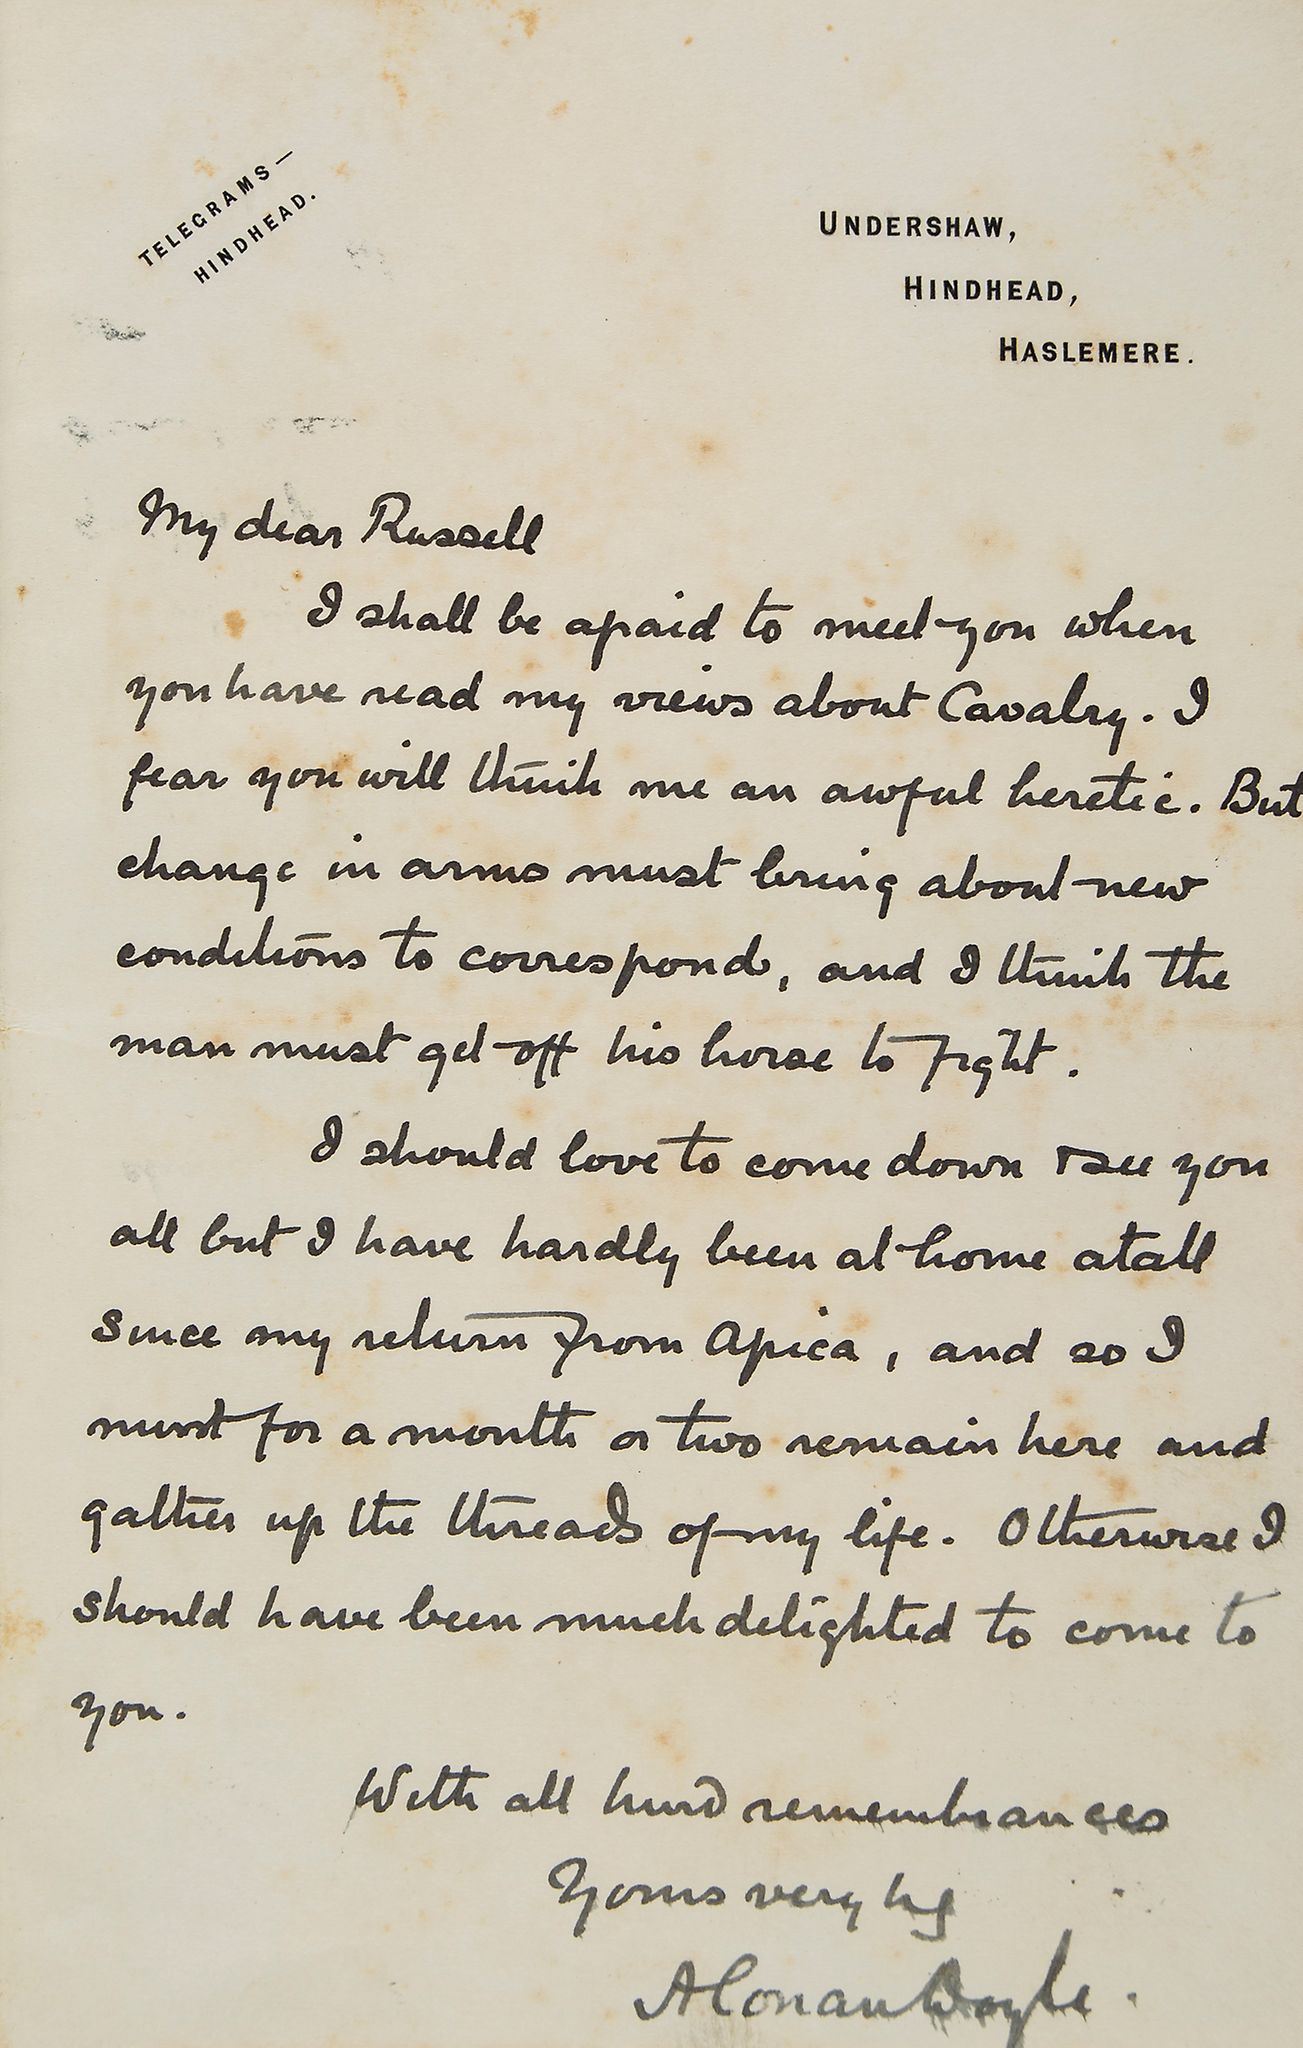 TELEGRAMS—
HINDHEAD.
UNDERSHAW,
HINDHEAD,
HASLEMERE.
My dear Russell
I shall be afraid to meet you when
you have read my views about Cavalry. I
fear you will think me an awful heretic. But
change in arms must bring about new
conditions to correspond, and I think the
man must get off his horse to fight.
I should love to come down & see you
all but I have hardly been at home at all
since my return from Africa, and so I
must for a month or two remain here and
gather up the threads of my life. Otherwise I
should have been much delighted to come to
you.
With all kind remembrances
Yours very
A Conan Doyle.